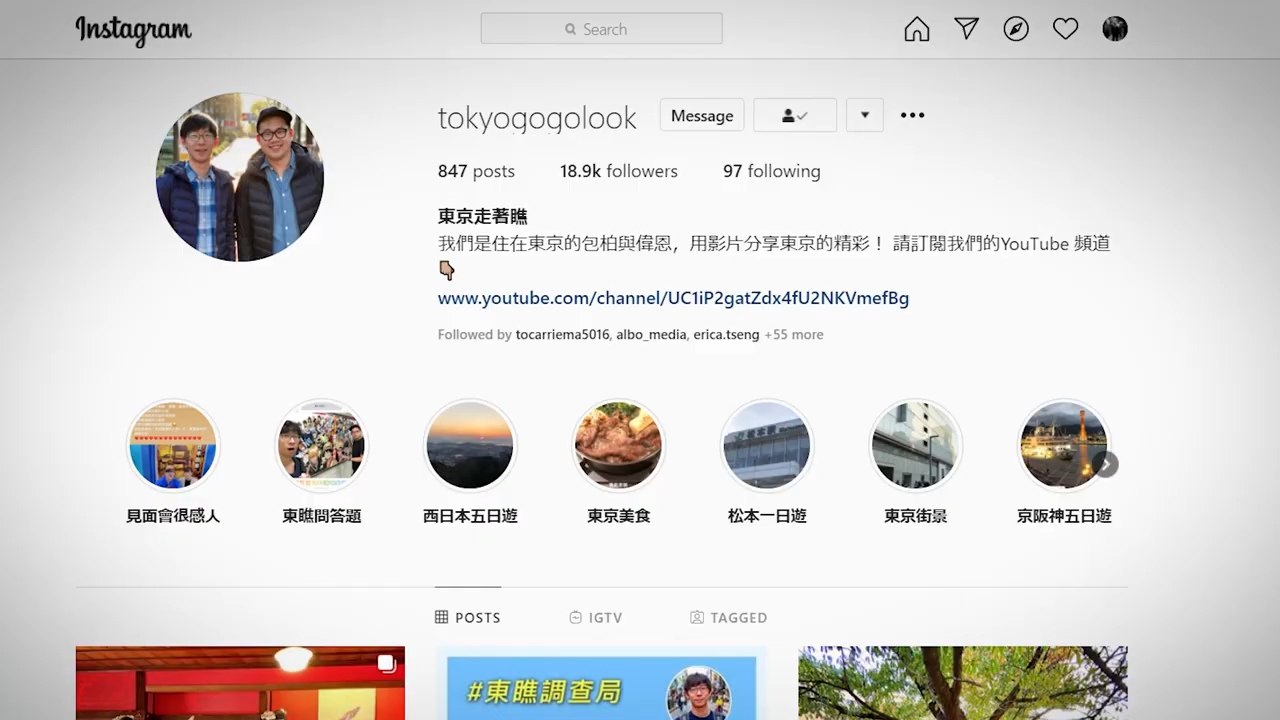 Instagram
Search
tokyogogolook
Message
847 posts
18.9k followers
97 following
東京走著瞧
我們是住在東京的包柏與偉恩，用影片分享東京的精彩！ 請訂閱我們的YouTube 頻道
👇🏽
www.youtube.com/channel/UC1iP2gatZdx4fU2NKVmefBg
Followed by tocarriema5016, albo_media, erica.tseng +55 more
見面會很感人
東瞧問答題
西日本五日遊
東京美食
松本一日遊
東京街景
京阪神五日遊
POSTS
IGTV
TAGGED
#東瞧調查局